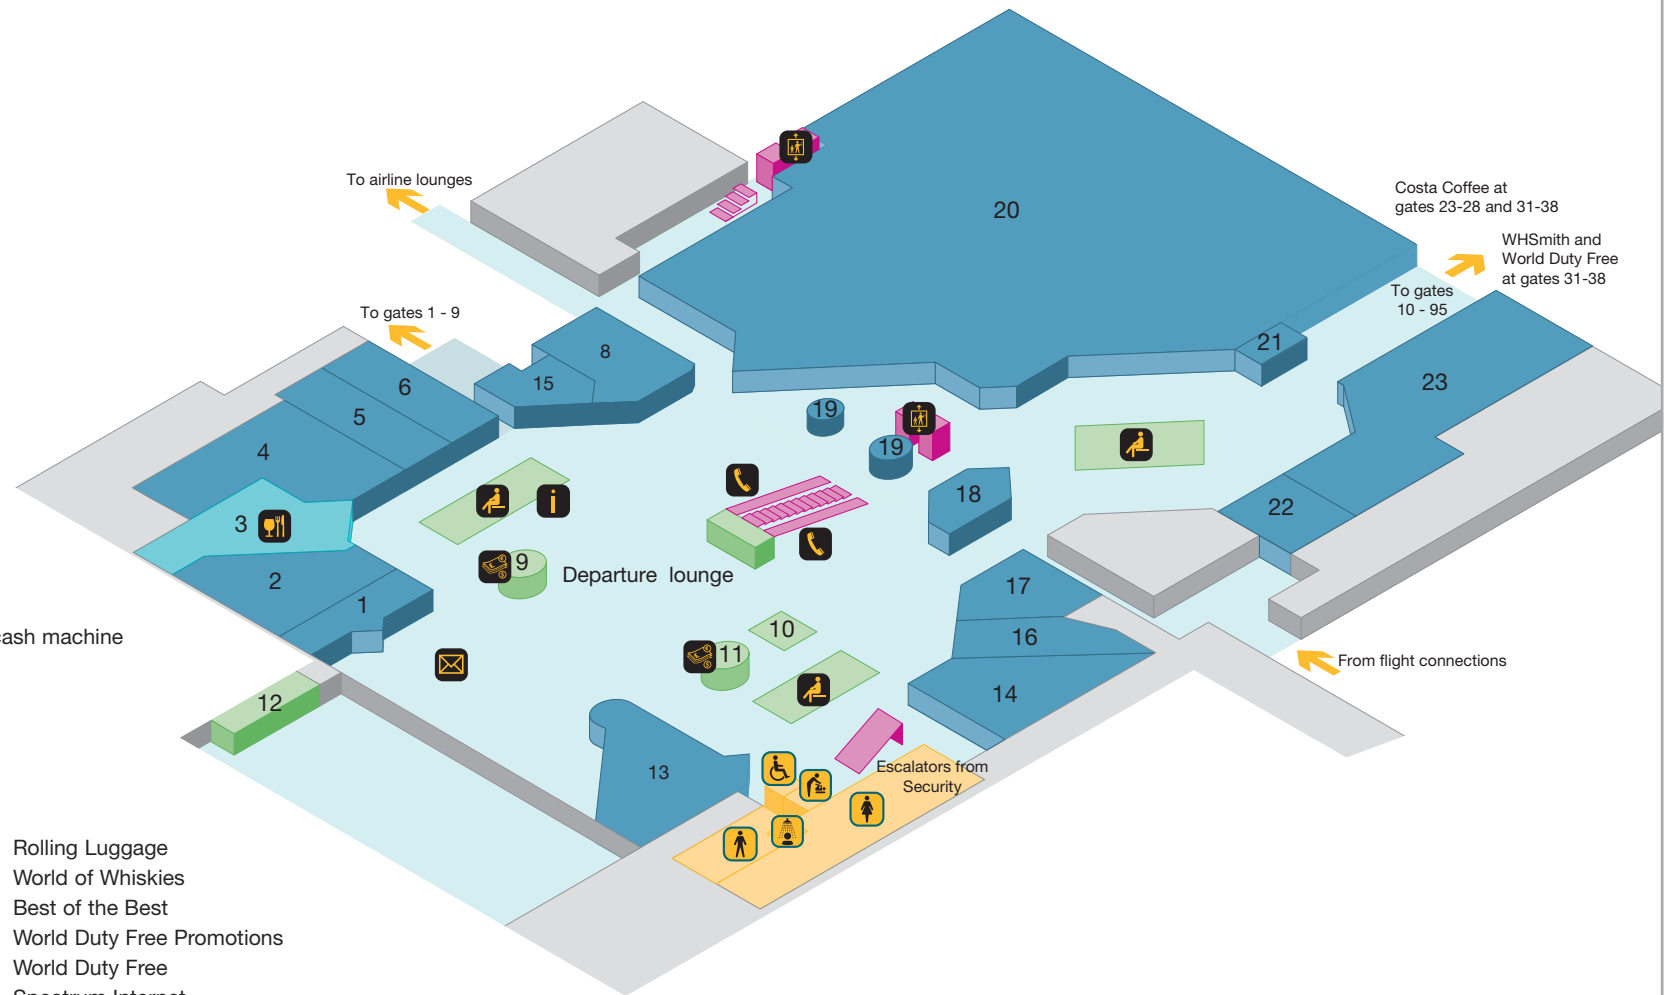 To airline lounges
20
Costa Coffee at
gates 23-28 and 31-38
WHSmith and
World Duty Free
at gates 31-38
To gates
10 - 95
To gates 1 - 9
21
8
15
6
23
5
19
4
19
18
3
22
9
Departure lounge
2
17
1
10
16
cash machine
11
From flight connections
12
14
13
Escalators from
Security
Rolling Luggage
World of Whiskies
Best of the Best
World Duty Free Promotions
World Duty Free
Spectrum Internet